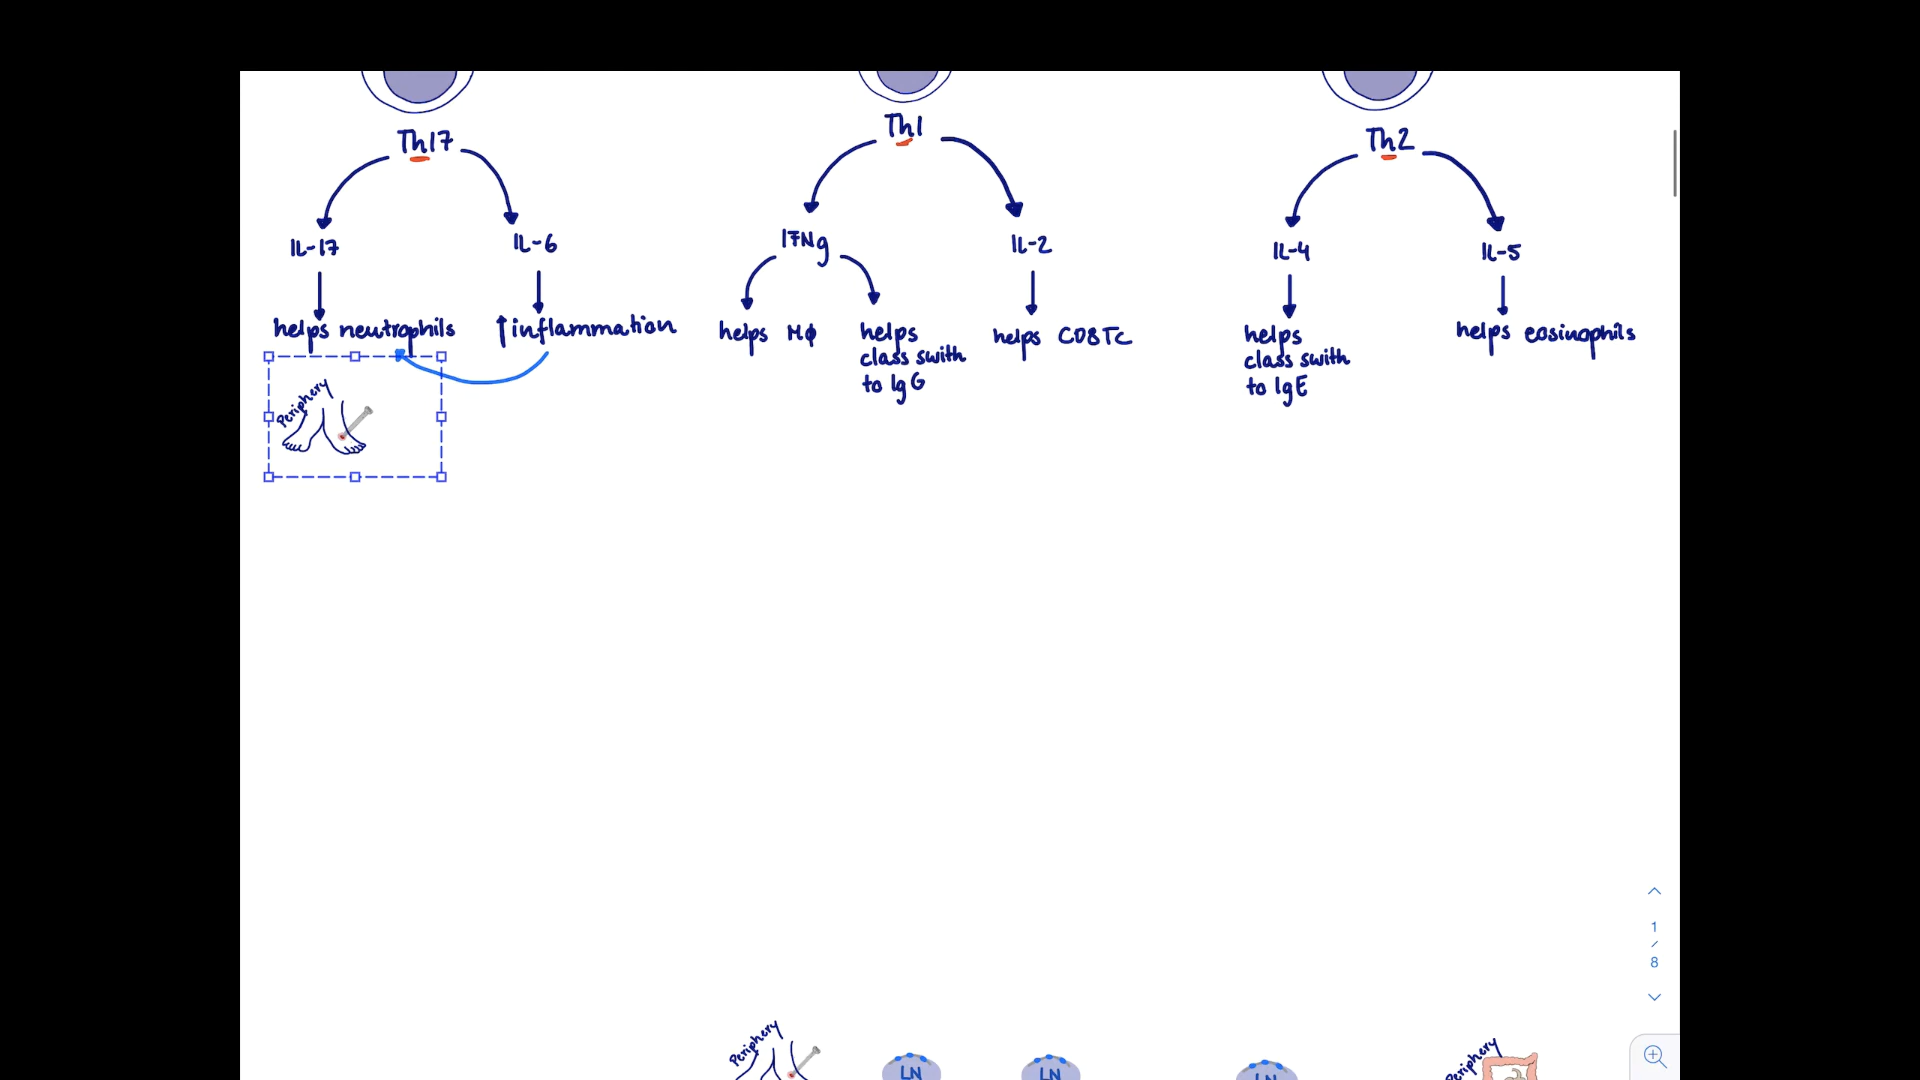 Th17
Th1
Th2
IL-17
IL-6
IFNg
IL-2
IL-4
IL-5
helps neutrophils
↑inflammation
helps MΦ
helps
class swith
to IgG
helps CD8Tc
helps
class swith
to IgE
helps eosinophils
Periphery
1
/
8
Periphery
LN
LN
LN
Periphery